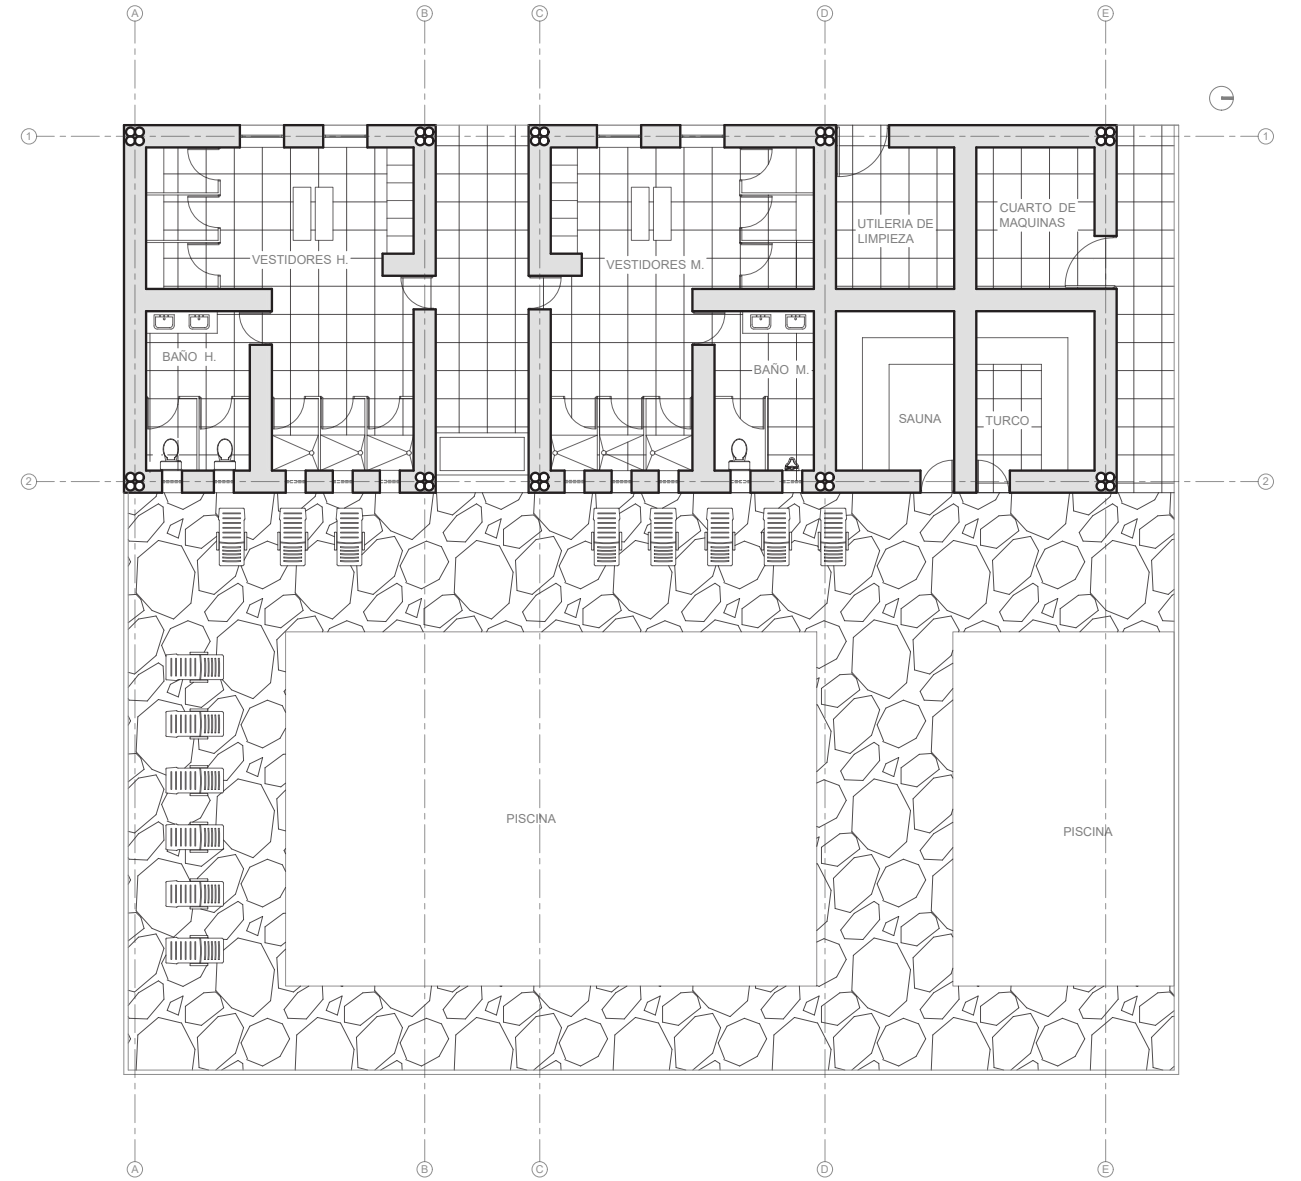 A B C D E
1 1
CUARTO DE
MAQUINAS
UTILERIA DE
LIMPIEZA
VESTIDORES H.
VESTIDORES M.
BAÑO H.
BAÑO M.
SAUNA
TURCO
2 2
PISCINA
PISCINA
A B C D E